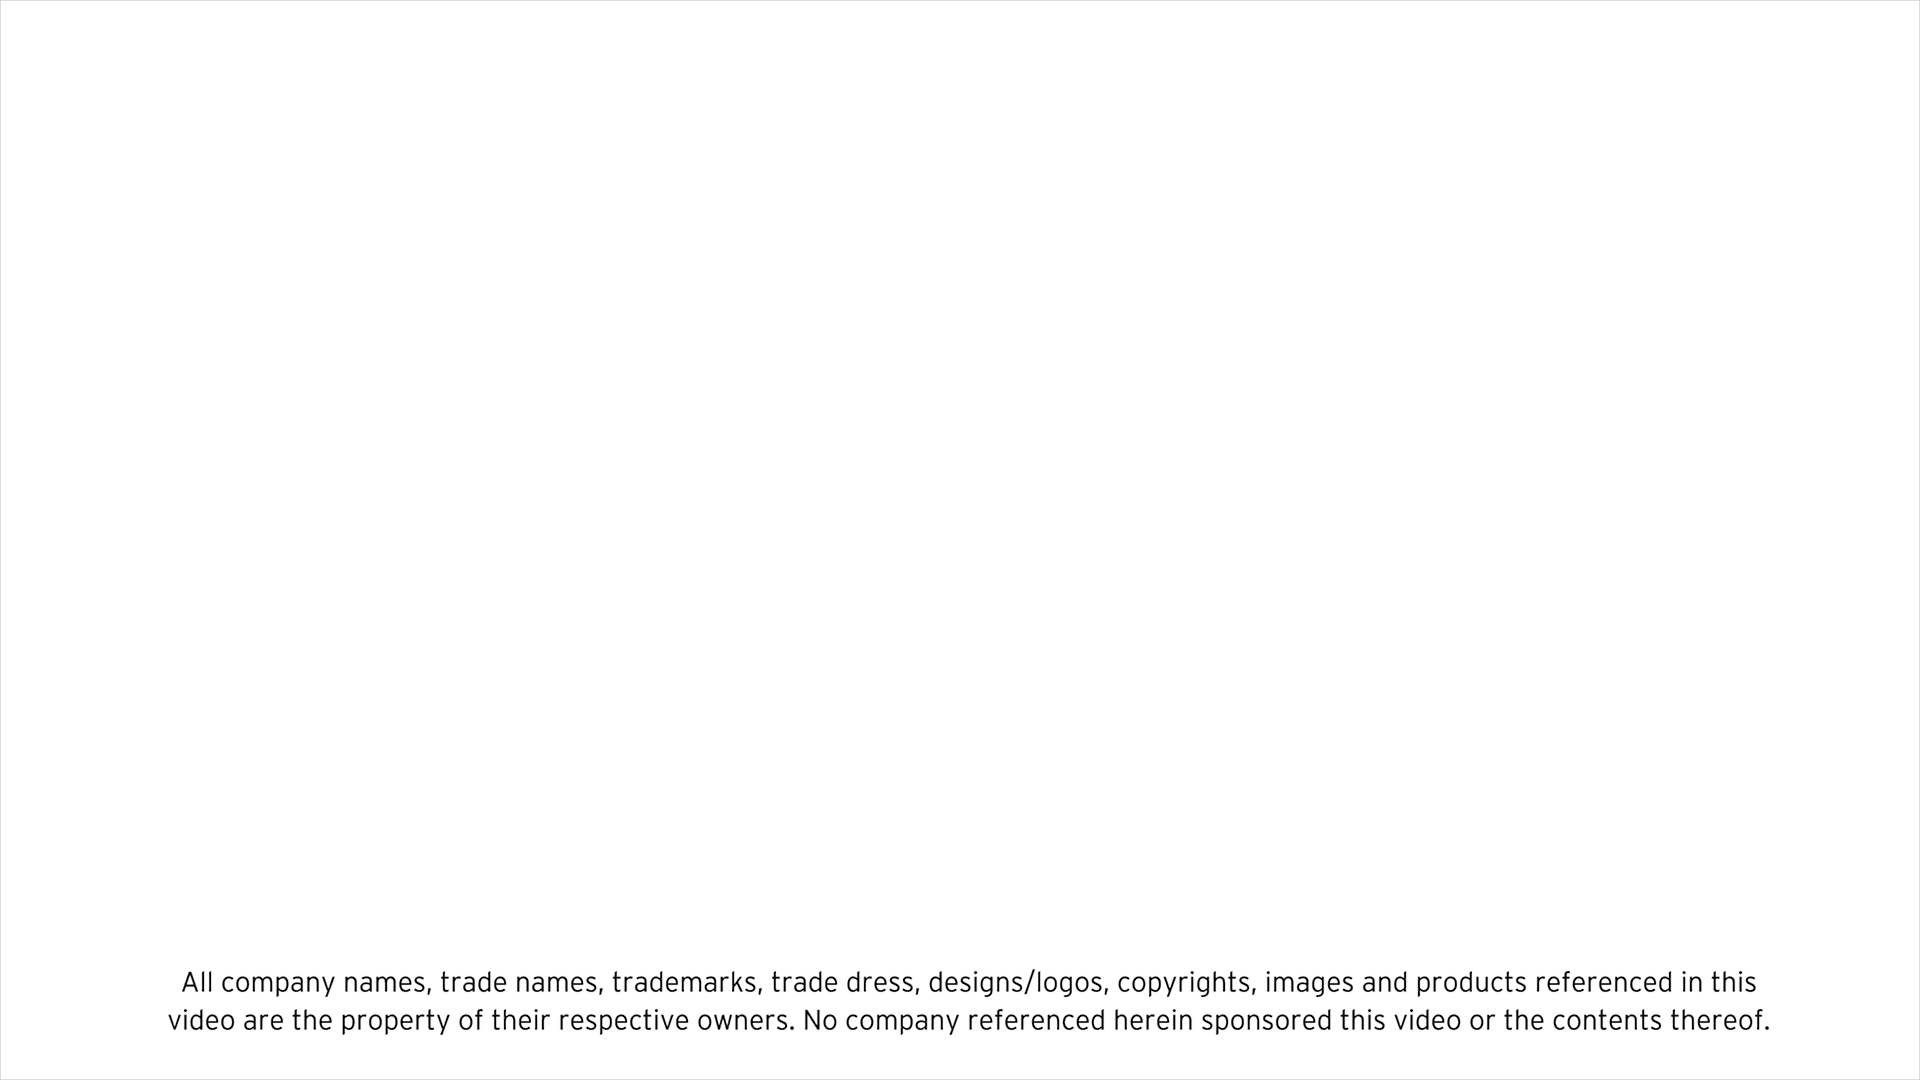 All company names, trade names, trademarks, trade dress, designs/logos, copyrights, images and products referenced in this
video are the property of their respective owners. No company referenced herein sponsored this video or the contents thereof.